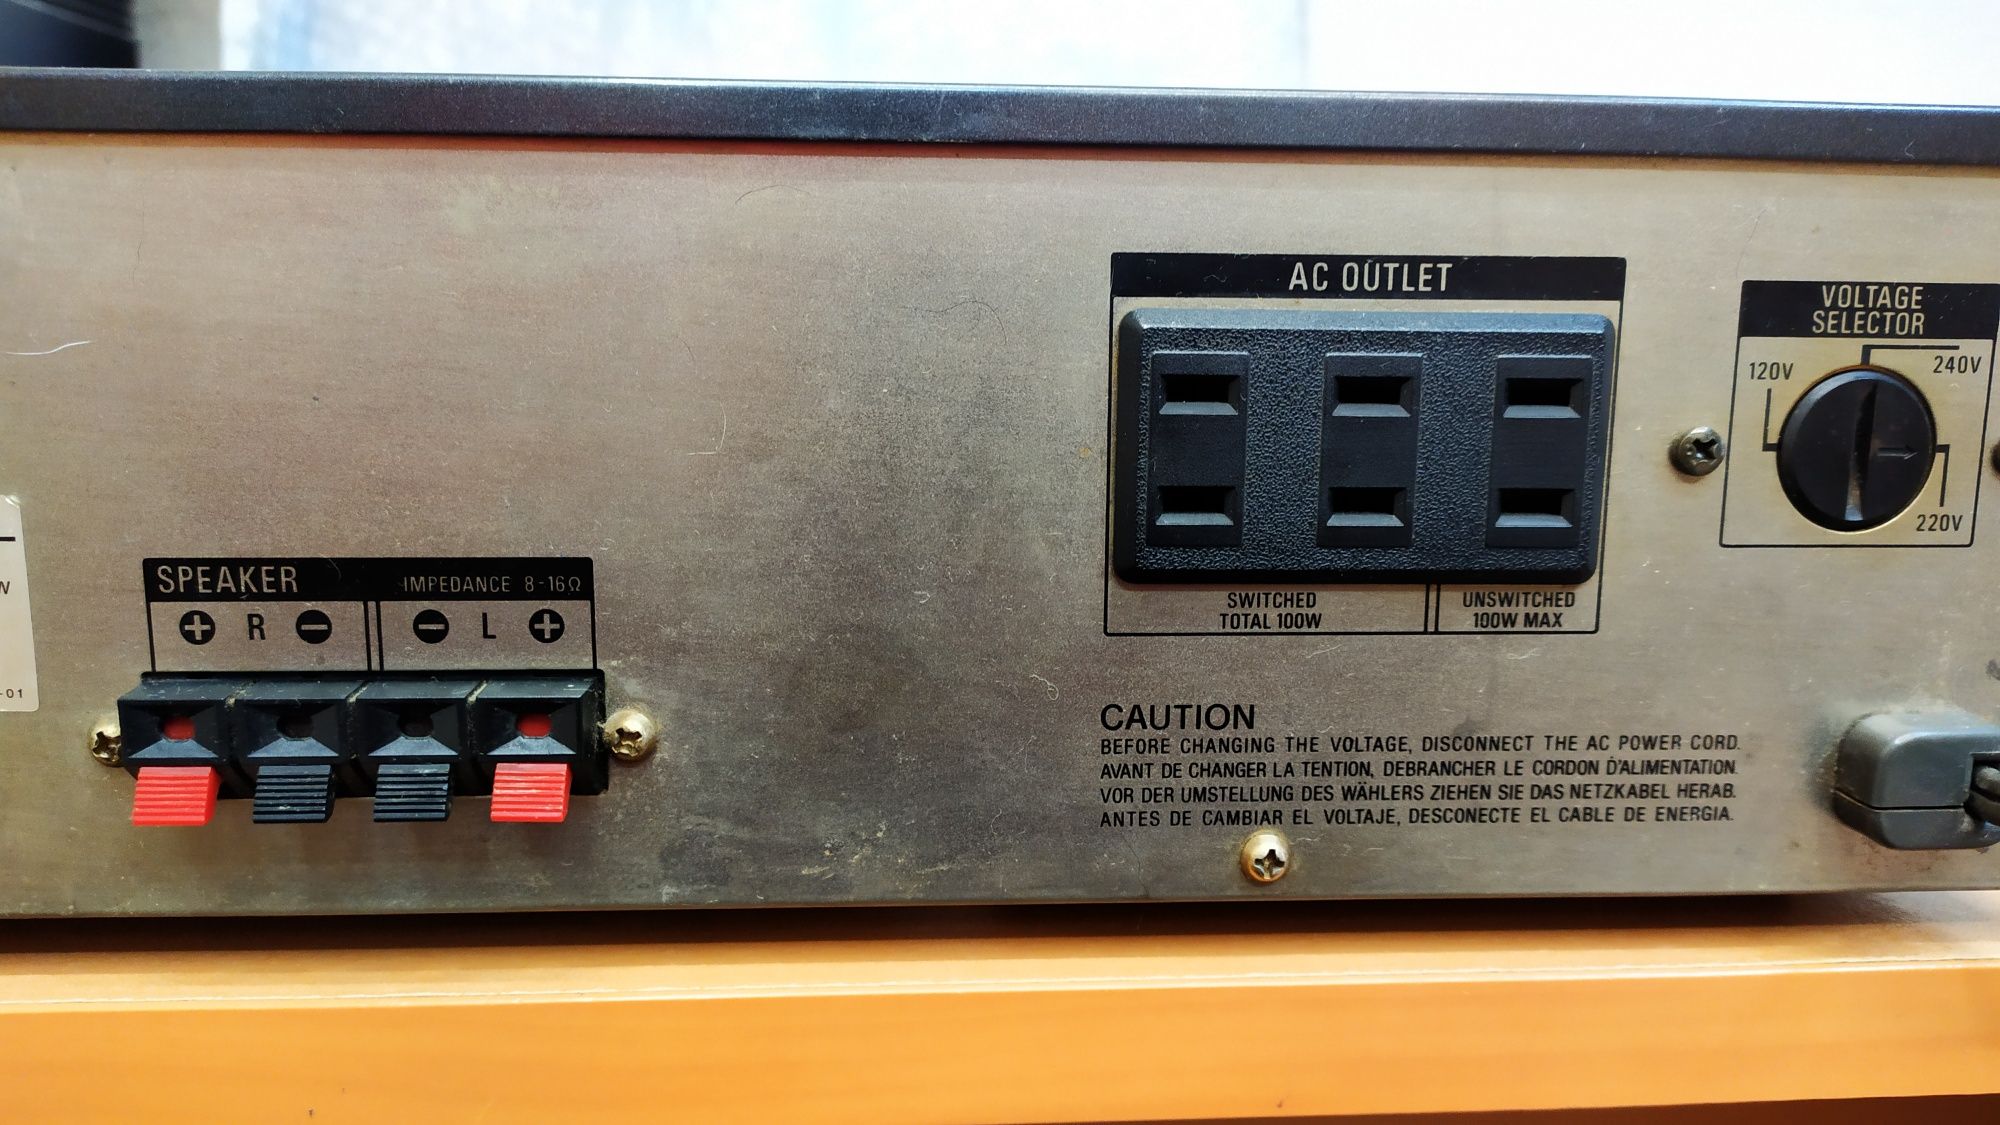 AC OUTLET
VOLTAGE
SELECTOR
120V
240V
220V
SPEAKER IMPEDANCE 8-16Ω
+ R − − L +
SWITCHED
TOTAL 100W
UNSWITCHED
100W MAX
W
-01
CAUTION
BEFORE CHANGING THE VOLTAGE, DISCONNECT THE AC POWER CORD.
AVANT DE CHANGER LA TENTION, DEBRANCHER LE CORDON D'ALIMENTATION.
VOR DER UMSTELLUNG DES WÄHLERS ZIEHEN SIE DAS NETZKABEL HERAB.
ANTES DE CAMBIAR EL VOLTAJE, DESCONECTE EL CABLE DE ENERGIA.